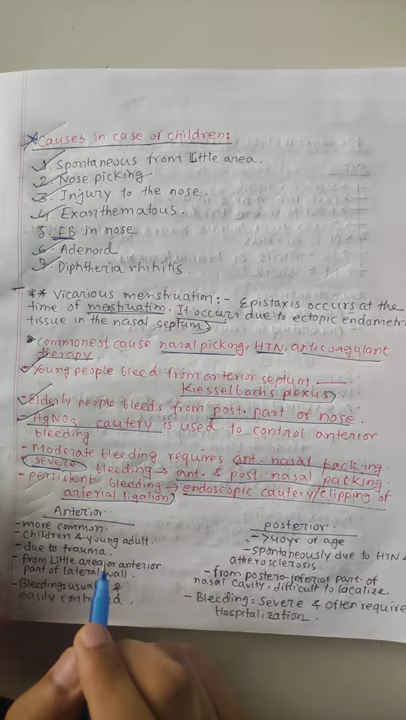 *Causes in case of children:
1. Spontaneous from Little area.
2. Nose picking
3. Injury to the nose.
4. Exanthematous.
5. FB in nose
6. Adenoid
7. Diphtheria rhihitis.
** Vicarious menstruation:- Epistaxis occurs at the
time of menstruation. It occurs due to ectopic endometri
tissue in the nasal septum
Commonest cause nasal picking, HTN, anticoagulant
therapy.
Young people bleed from anterior septum
Kiesselbach's plexus)
Elderly people bleeds from post. part of nose.
AgNO3 cautery is used to control anterior
bleeding
- Moderate bleeding requires ant. nasal packing.
Severe bleeding → ant. & post. nasal packing.
- Persistent bleeding → endoscopic cautery/clipping of
arterial ligation,
Anterior.
- more common.
- children & young adult.
- due to trauma.
- from Little area or anterior
part of lateral wall.
- Bleeding: &
easily
posterior.
- >40yr of age
- spontaneously due to HTN &
atherosclerosis.
- from postero-inferior part of
nasal cavity, difficult to localize.
- Bleeding: severe & often require
Hospitalization.